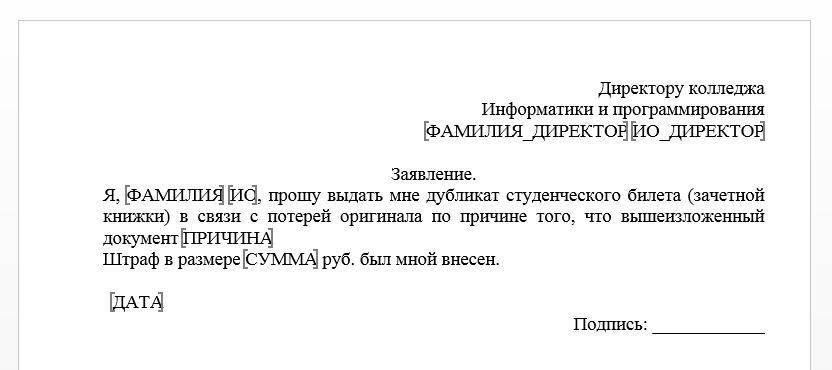 Директору колледжа
Информатики и программирования
[ФАМИЛИЯ_ДИРЕКТОР] [ИО_ДИРЕКТОР]
Заявление.
Я, [ФАМИЛИЯ] [ИО], прошу выдать мне дубликат студенческого билета (зачетной
книжки) в связи с потерей оригинала по причине того, что вышеизложенный
документ [ПРИЧИНА]
Штраф в размере [СУММА] руб. был мной внесен.
[ДАТА]
Подпись: ____________